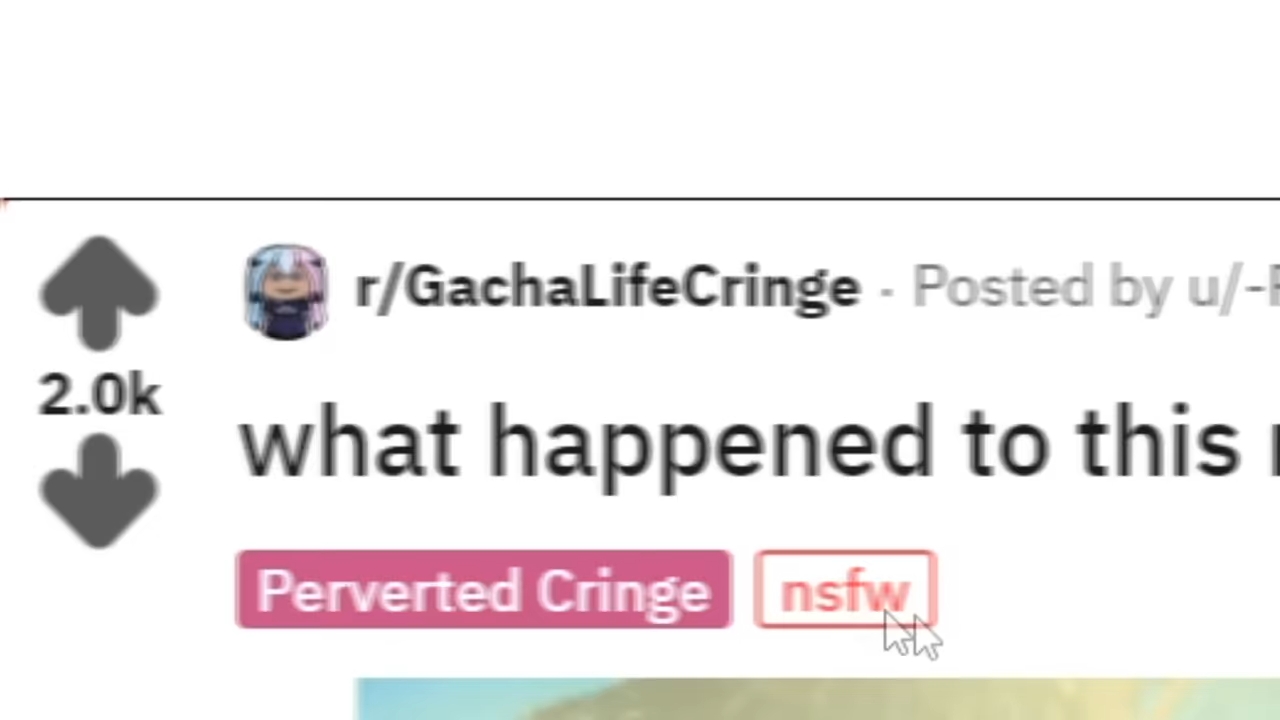 r/GachaLifeCringe · Posted by u/-
2.0k
what happened to this
Perverted Cringe nsfw